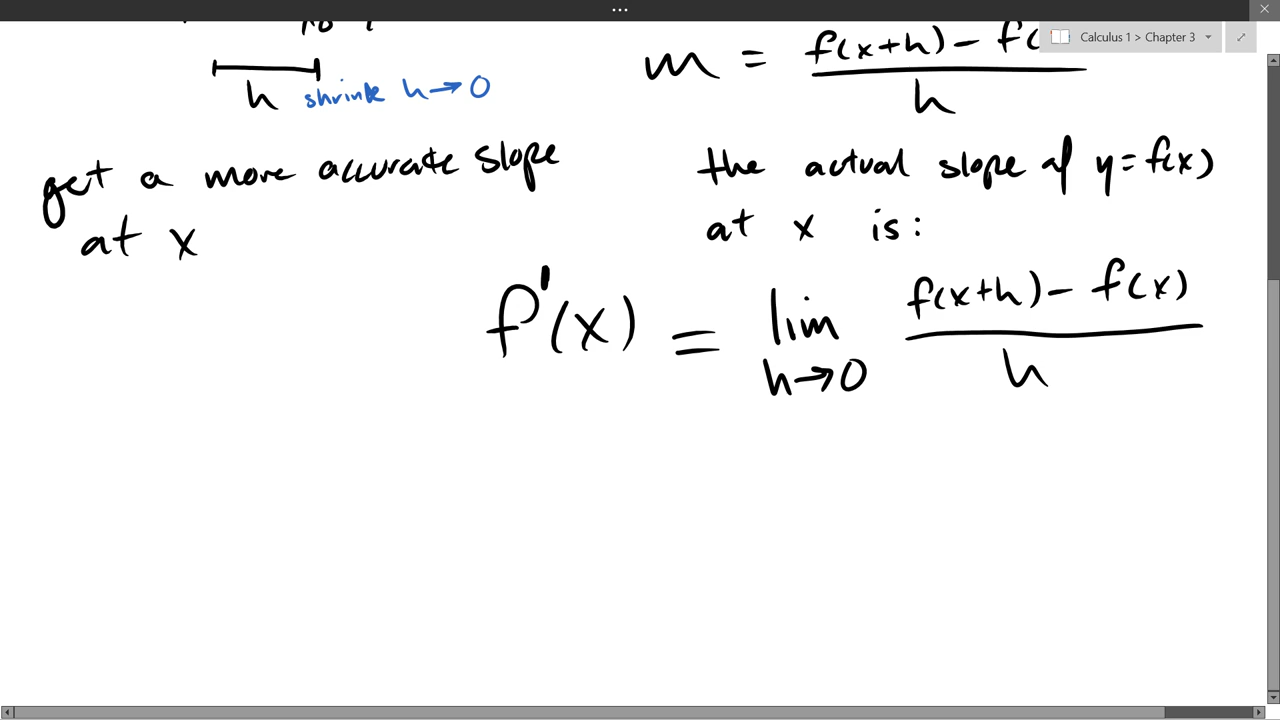 Calculus 1 > Chapter 3
m = f(x+h) - f(
h
h shrink h→0
get a more accurate slope
at x
the actual slope of y=f(x)
at x is:
f'(x) = lim h→0 f(x+h) - f(x)
h